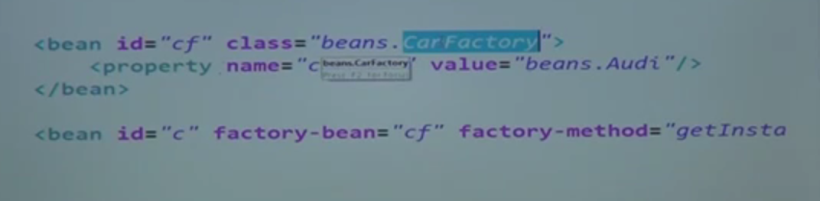 <bean id="cf" class="beans.CarFactory">
<property name="c beans.CarFactory ' value="beans.Audi"/>
</bean>
<bean id="c" factory-bean="cf" factory-method="getInsta